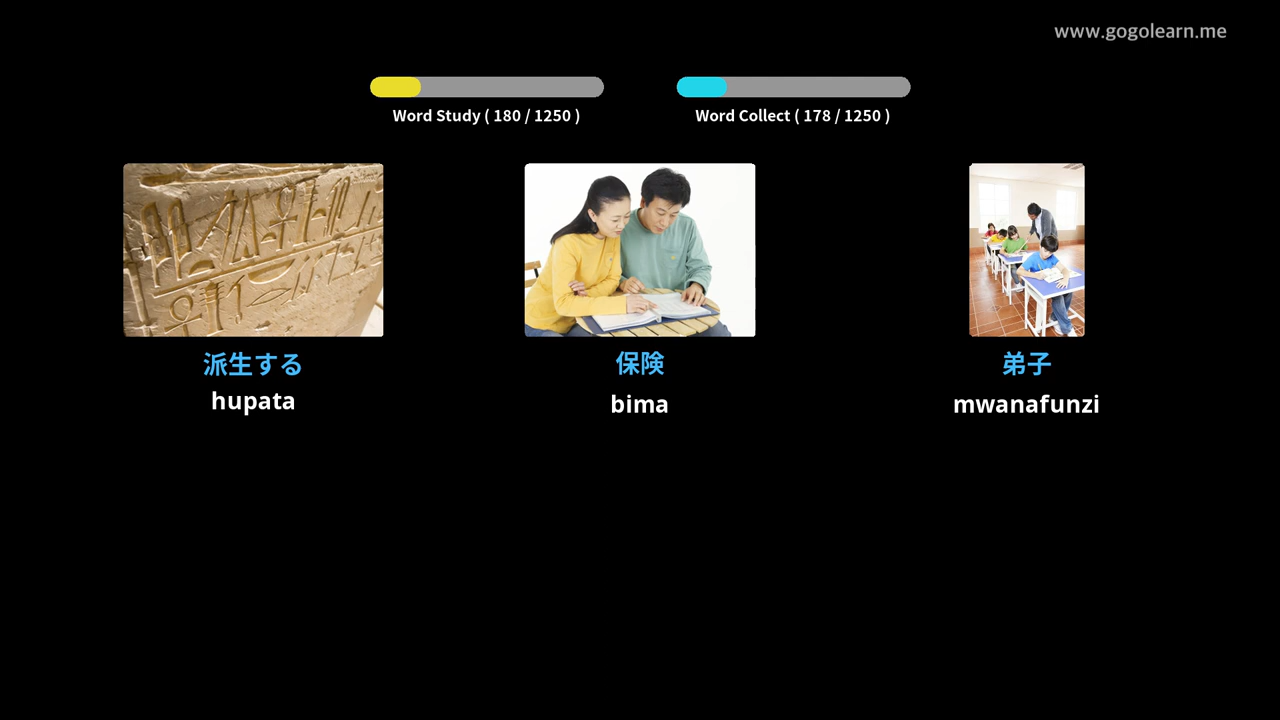 www.gogolearn.me
Word Study ( 180 / 1250 )
Word Collect ( 178 / 1250 )
派生する
保険
弟子
hupata
bima
mwanafunzi